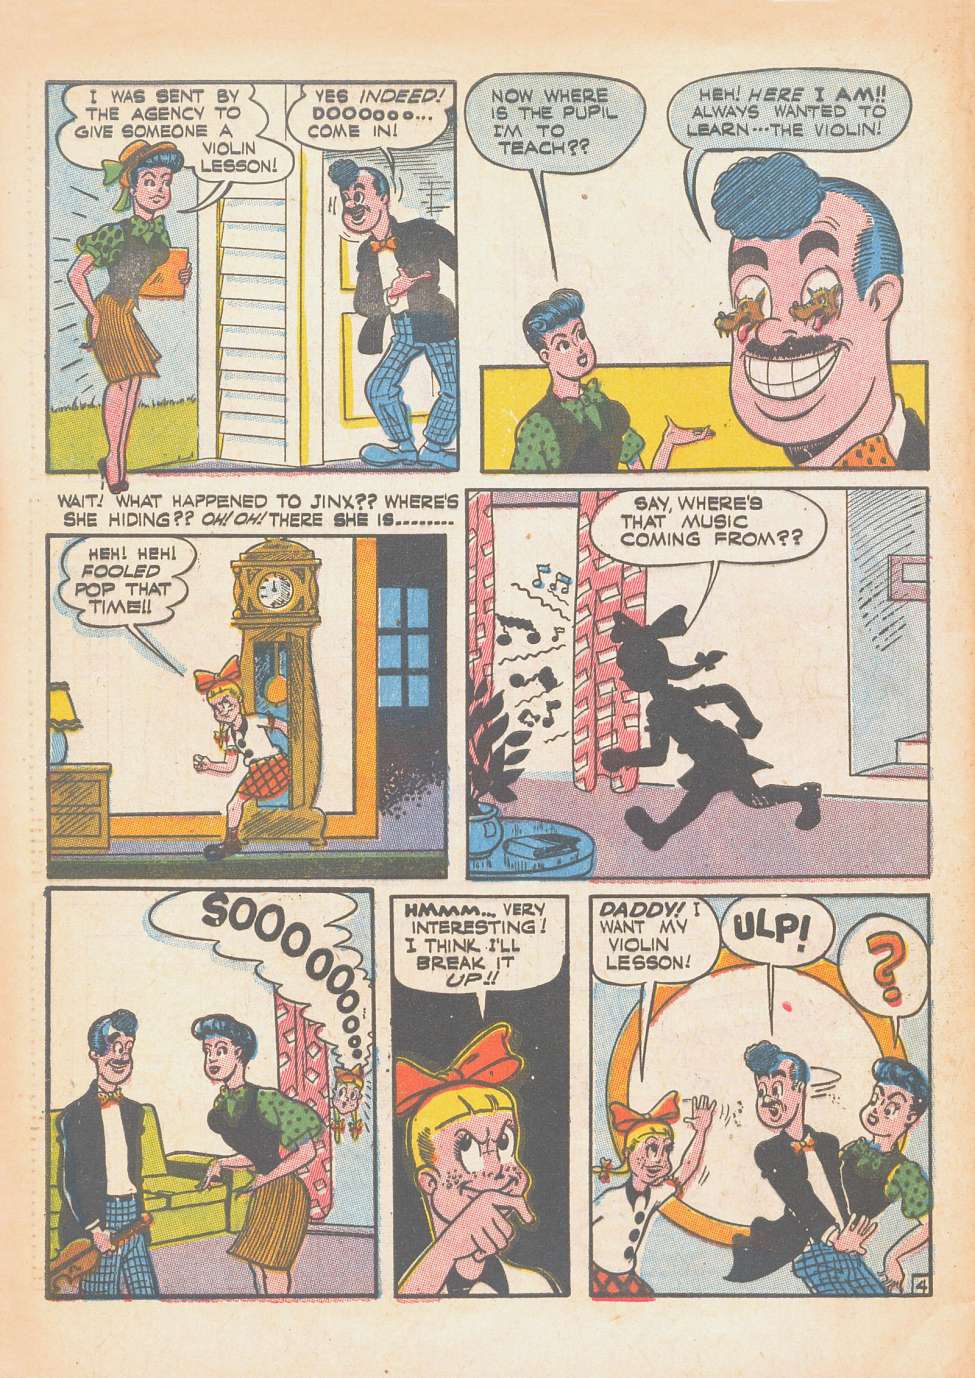 I WAS SENT BY
THE AGENCY TO
GIVE SOMEONE A
VIOLIN
LESSON!
YES INDEED!
DOOOoooo...
COME IN!
NOW WHERE
IS THE PUPIL
I'M TO
TEACH??
HEH! HERE I AM!!
ALWAYS WANTED TO
LEARN---THE VIOLIN!
WAIT! WHAT HAPPENED TO JINX?? WHERE'S
SHE HIDING?? OH! OH! THERE SHE IS........
HEH! HEH!
FOOLED
POP THAT
TIME!!
SAY, WHERE'S
THAT MUSIC
COMING FROM??
SOOOOOOOoooo
HMMM... VERY
INTERESTING!
I THINK I'LL
BREAK IT
UP!!
DADDY! I
WANT MY
VIOLIN
LESSON!
ULP!
?
4